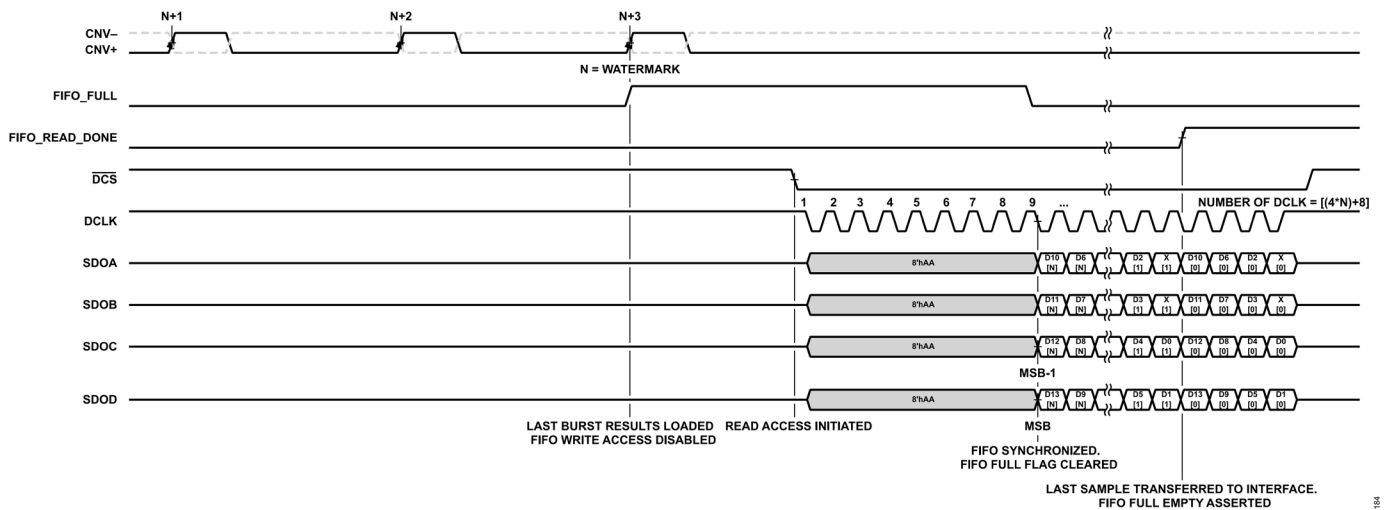 N+1 N+2 N+3
CNV–
CNV+
N = WATERMARK
FIFO_FULL
FIFO_READ_DONE
DCS
1 2 3 4 5 6 7 8 9 ... NUMBER OF DCLK = [(4*N)+8]
DCLK
SDOA 8'hAA D10 [N] D6 [N] D2 [1] X [1] D10 [0] D6 [0] D2 [0] X [0]
SDOB 8'hAA D11 [N] D7 [N] D3 [1] X [1] D11 [0] D7 [0] D3 [0] X [0]
SDOC 8'hAA D12 [N] D8 [N] D4 [1] D0 [1] D12 [0] D8 [0] D4 [0] D0 [0]
MSB-1
SDOD 8'hAA D13 [N] D9 [N] D5 [1] D1 [1] D13 [0] D9 [0] D5 [0] D1 [0]
LAST BURST RESULTS LOADED
FIFO WRITE ACCESS DISABLED
READ ACCESS INITIATED
MSB
FIFO SYNCHRONIZED.
FIFO FULL FLAG CLEARED
LAST SAMPLE TRANSFERRED TO INTERFACE.
FIFO FULL EMPTY ASSERTED
184